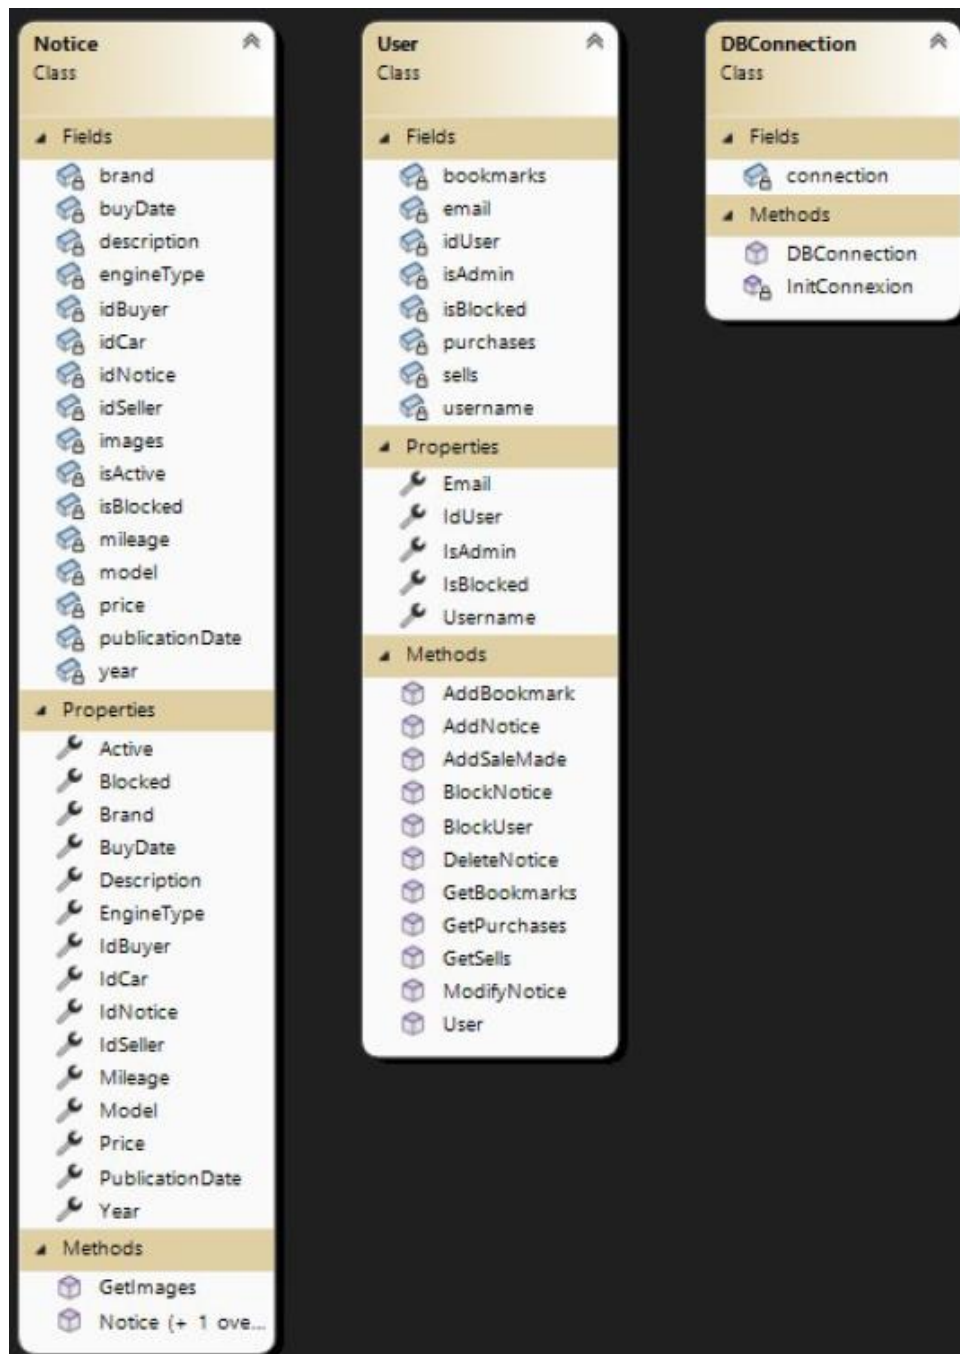 Notice
Class
Fields
brand
buyDate
description
engineType
idBuyer
idCar
idNotice
idSeller
images
isActive
isBlocked
mileage
model
price
publicationDate
year
Properties
Active
Blocked
Brand
BuyDate
Description
EngineType
IdBuyer
IdCar
IdNotice
IdSeller
Mileage
Model
Price
PublicationDate
Year
Methods
GetImages
Notice (+ 1 ove...
User
Class
Fields
bookmarks
email
idUser
isAdmin
isBlocked
purchases
sells
username
Properties
Email
IdUser
IsAdmin
IsBlocked
Username
Methods
AddBookmark
AddNotice
AddSaleMade
BlockNotice
BlockUser
DeleteNotice
GetBookmarks
GetPurchases
GetSells
ModifyNotice
User
DBConnection
Class
Fields
connection
Methods
DBConnection
InitConnexion